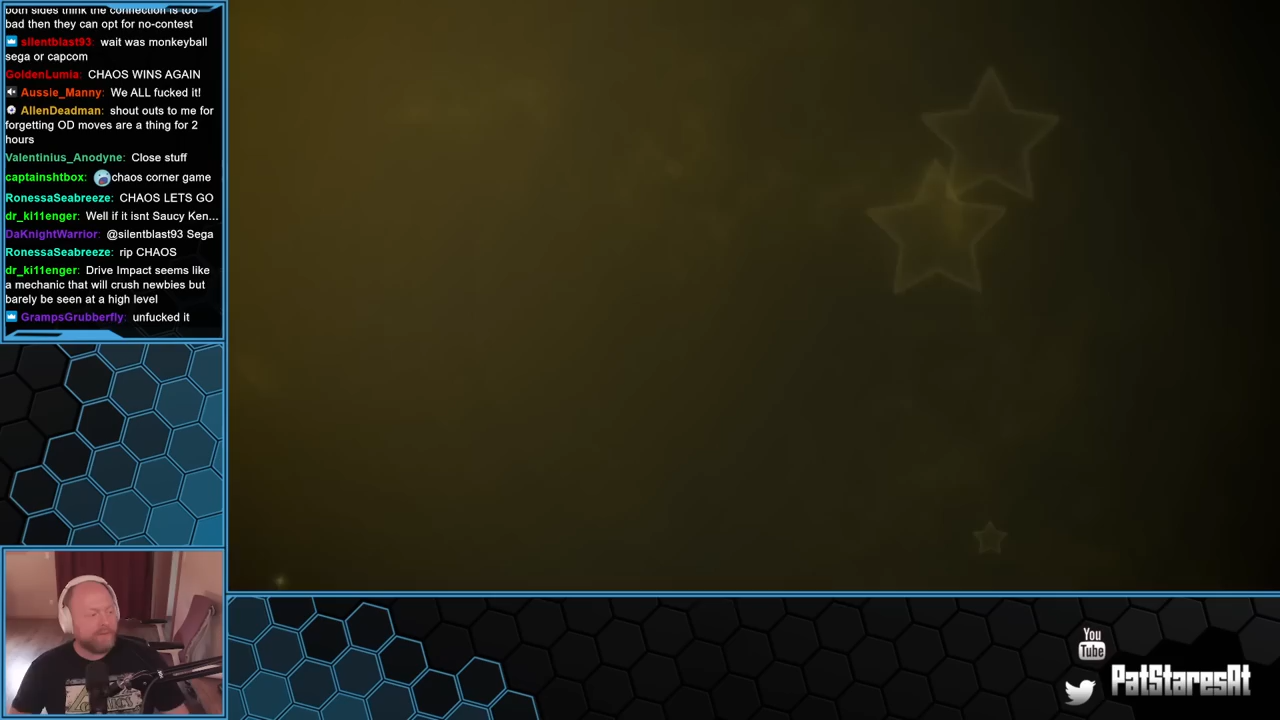 both sides think the connection is too
bad then they can opt for no-contest
silentblast93: wait was monkeyball
sega or capcom
GoldenLumia: CHAOS WINS AGAIN
Aussie_Manny: We ALL fucked it!
AllenDeadman: shout outs to me for
forgetting OD moves are a thing for 2
hours
Valentinius_Anodyne: Close stuff
captainshtbox: chaos corner game
RonessaSeabreeze: CHAOS LETS GO
dr_ki11enger: Well if it isnt Saucy Ken...
DaKnightWarrior: @silentblast93 Sega
RonessaSeabreeze: rip CHAOS
dr_ki11enger: Drive Impact seems like
a mechanic that will crush newbies but
barely be seen at a high level
GrampsGrubberfly: unfucked it
You
Tube
PatStaresAt